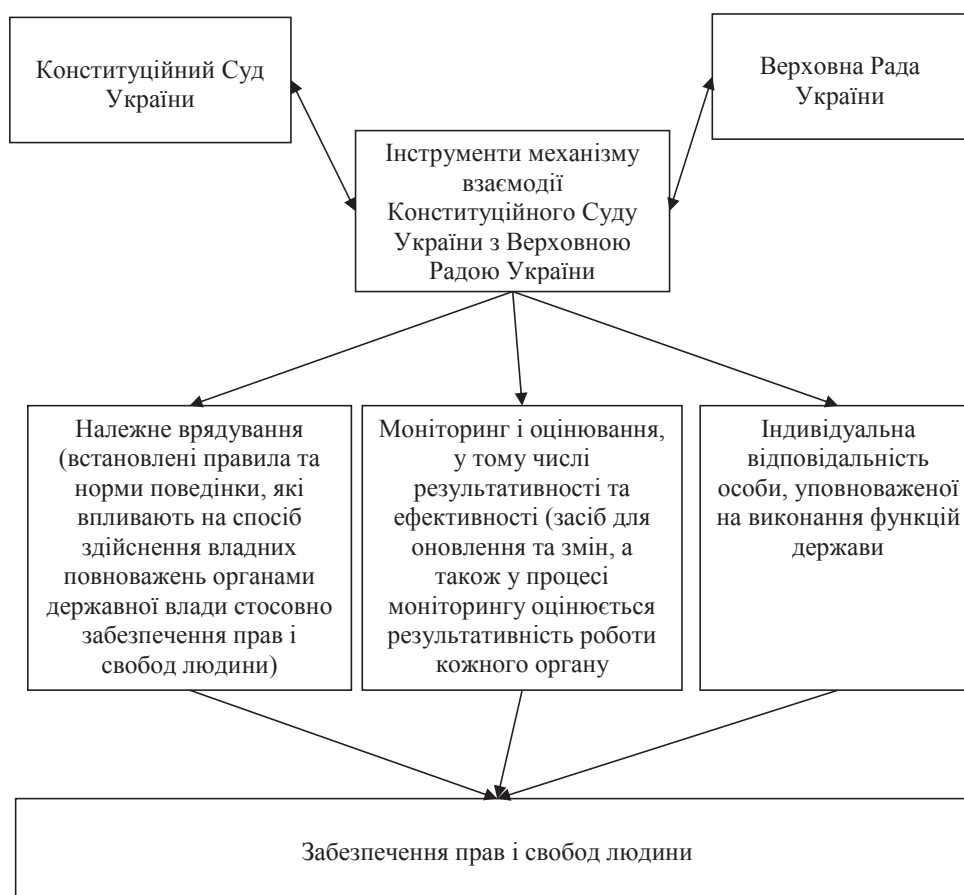 Конституційний Суд
України
Верховна Рада
України
Інструменти механізму
взаємодії
Конституційного Суду
України з Верховною
Радою України
Належне врядування
(встановлені правила та
норми поведінки, які
впливають на спосіб
здійснення владних
повноважень органами
державної влади стосовно
забезпечення прав і
свобод людини)
Моніторинг і оцінювання,
у тому числі
результативності та
ефективності (засіб для
оновлення та змін, а
також у процесі
моніторингу оцінюється
результативність роботи
кожного органу
Індивідуальна
відповідальність
особи, уповноваженої
на виконання функцій
держави
Забезпечення прав і свобод людини